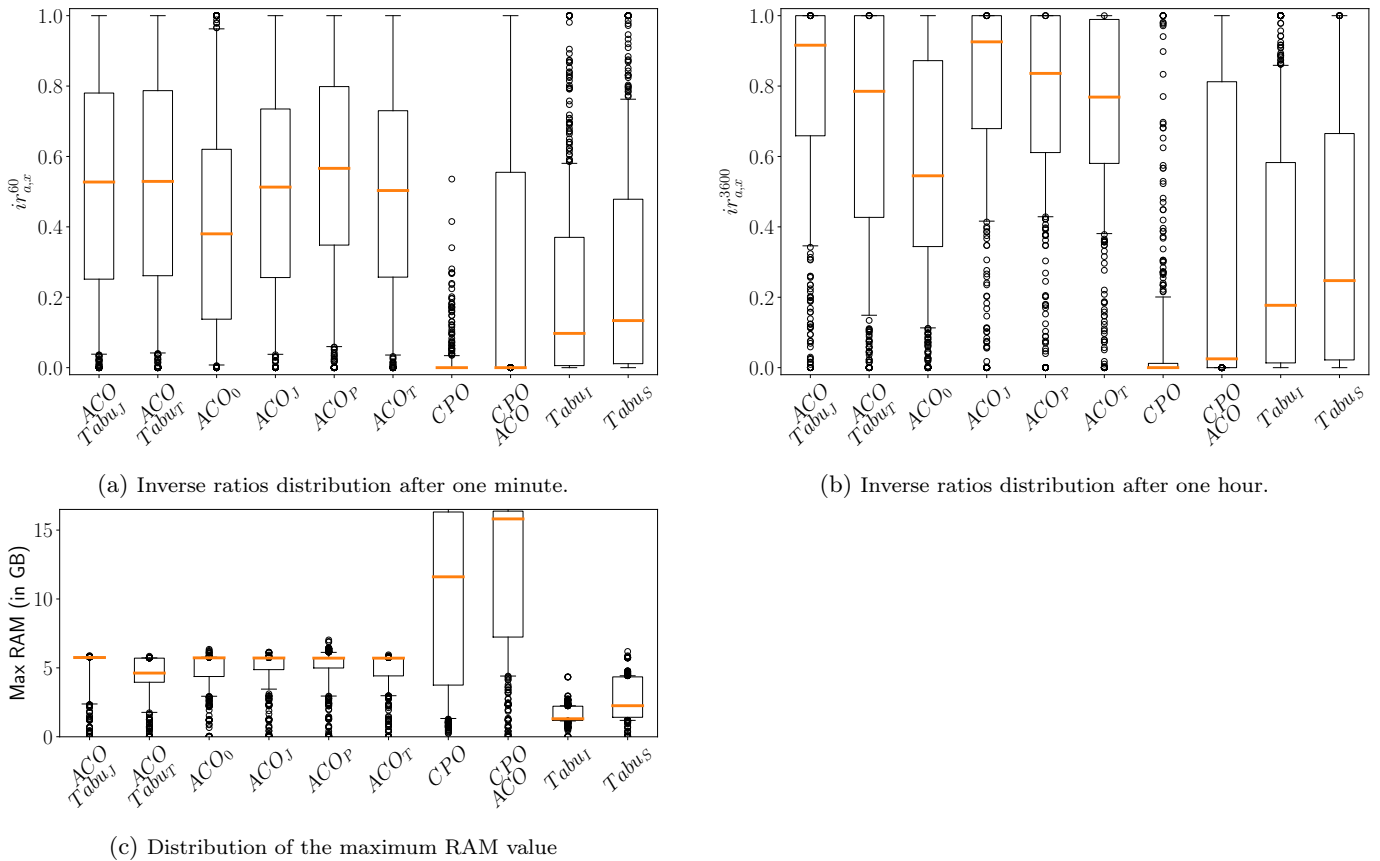 1.0
0.8
0.6
0.4
0.2
0.0
ir^{60}_{a,x}
ACO Tabu_J
ACO Tabu_T
ACO_0
ACO_J
ACO_P
ACO_T
CPO
CPO ACO
Tabu_I
Tabu_S
(a) Inverse ratios distribution after one minute.
1.0
0.8
0.6
0.4
0.2
0.0
ir^{3600}_{a,x}
ACO Tabu_J
ACO Tabu_T
ACO_0
ACO_J
ACO_P
ACO_T
CPO
CPO ACO
Tabu_I
Tabu_S
(b) Inverse ratios distribution after one hour.
15
10
5
0
Max RAM (in GB)
ACO Tabu_J
ACO Tabu_T
ACO_0
ACO_J
ACO_P
ACO_T
CPO
CPO ACO
Tabu_I
Tabu_S
(c) Distribution of the maximum RAM value